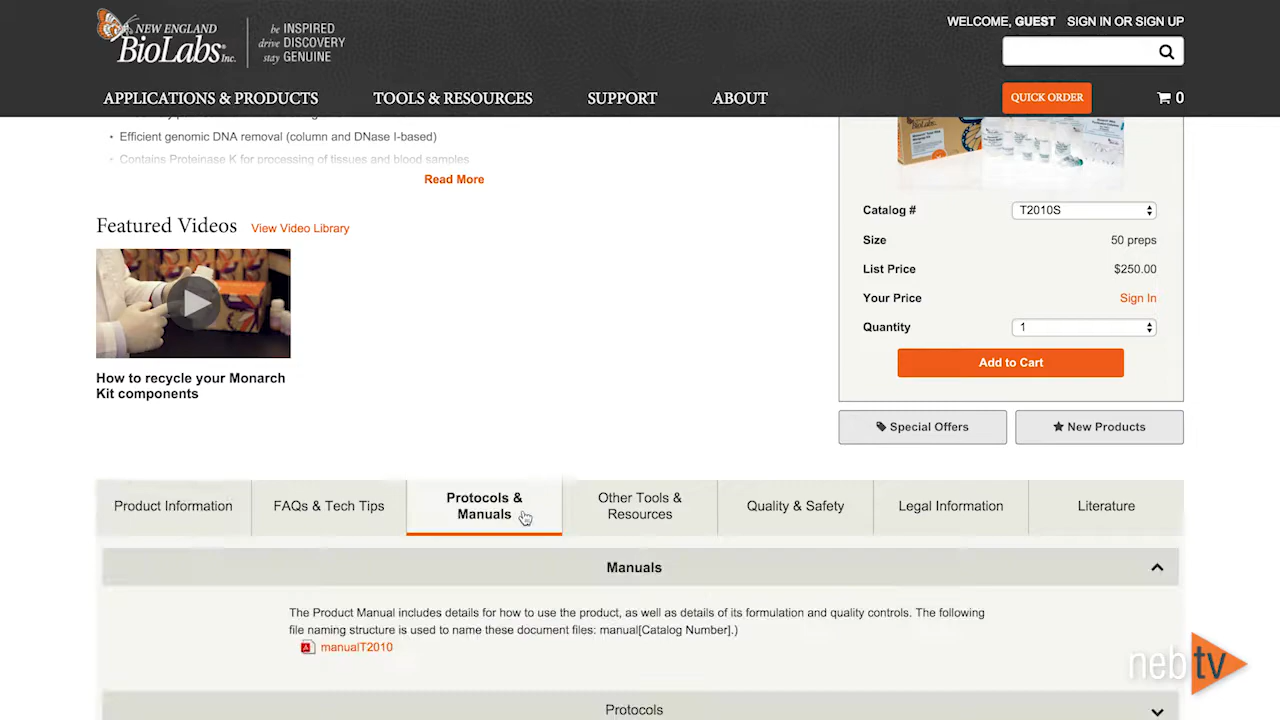 NEW ENGLAND
BioLabs Inc.
be INSPIRED
drive DISCOVERY
stay GENUINE
WELCOME, GUEST SIGN IN OR SIGN UP
APPLICATIONS & PRODUCTS TOOLS & RESOURCES SUPPORT ABOUT
QUICK ORDER
0
• Efficient genomic DNA removal (column and DNase I-based)
• Contains Proteinase K for processing of tissues and blood samples
Read More
Featured Videos View Video Library
How to recycle your Monarch
Kit components
BioLabs
Catalog # T2010S
Size 50 preps
List Price $250.00
Your Price Sign In
Quantity 1
Add to Cart
Special Offers New Products
Product Information
FAQs & Tech Tips
Protocols &
Manuals
Other Tools &
Resources
Quality & Safety
Legal Information
Literature
Manuals
The Product Manual includes details for how to use the product, as well as details of its formulation and quality controls. The following
file naming structure is used to name these document files: manual[Catalog Number].)
manualT2010
Protocols
neb tv